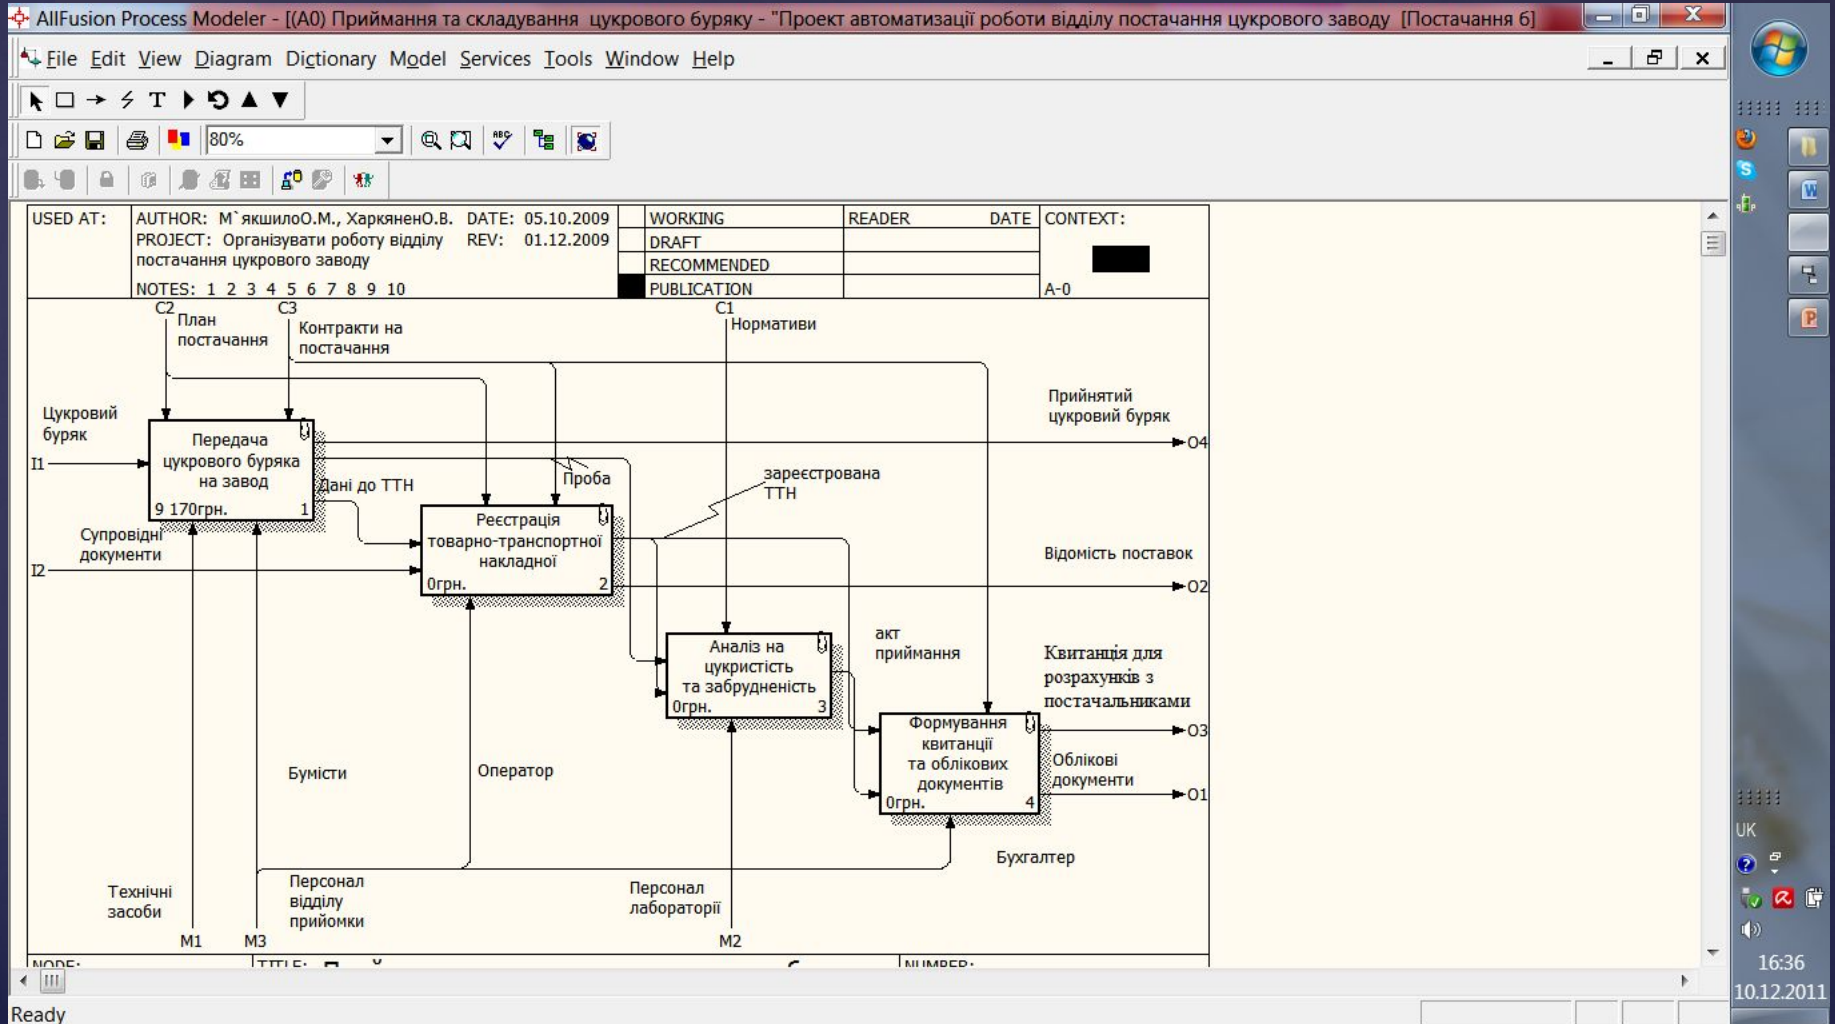 AllFusion Process Modeler - [(A0) Приймання та складування цукрового буряку - "Проект автоматизації роботи відділу постачання цукрового заводу [Постачання 6]
File Edit View Diagram Dictionary Model Services Tools Window Help
T
80%
ABC
USED AT:
AUTHOR: М`якшилоО.М., ХаркяненО.В. DATE: 05.10.2009
PROJECT: Організувати роботу відділу REV: 01.12.2009
постачання цукрового заводу
NOTES: 1 2 3 4 5 6 7 8 9 10
WORKING
DRAFT
RECOMMENDED
PUBLICATION
READER DATE
CONTEXT:
A-0
C2
C3
C1
План
постачання
Контракти на
постачання
Нормативи
Цукровий
буряк
I1
Передача
цукрового буряка
на завод
9 170грн. 1
Прийнятий
цукровий буряк
O4
Дані до ТТН
Проба
зареєстрована
ТТН
Супровідні
документи
I2
Реєстрація
товарно-транспортної
накладної
0грн. 2
Відомість поставок
O2
Аналіз на
цукристість
та забрудненість
0грн. 3
акт
приймання
Квитанція для
розрахунків з
постачальниками
O3
Формування
квитанції
та облікових
документів
0грн. 4
Облікові
документи
O1
Бумісти
Оператор
Бухгалтер
Технічні
засоби
Персонал
відділу
прийомки
Персонал
лабораторії
M1
M3
M2
NODE:
TITLE:
NUMBER:
Ready
UK
16:36
10.12.2011